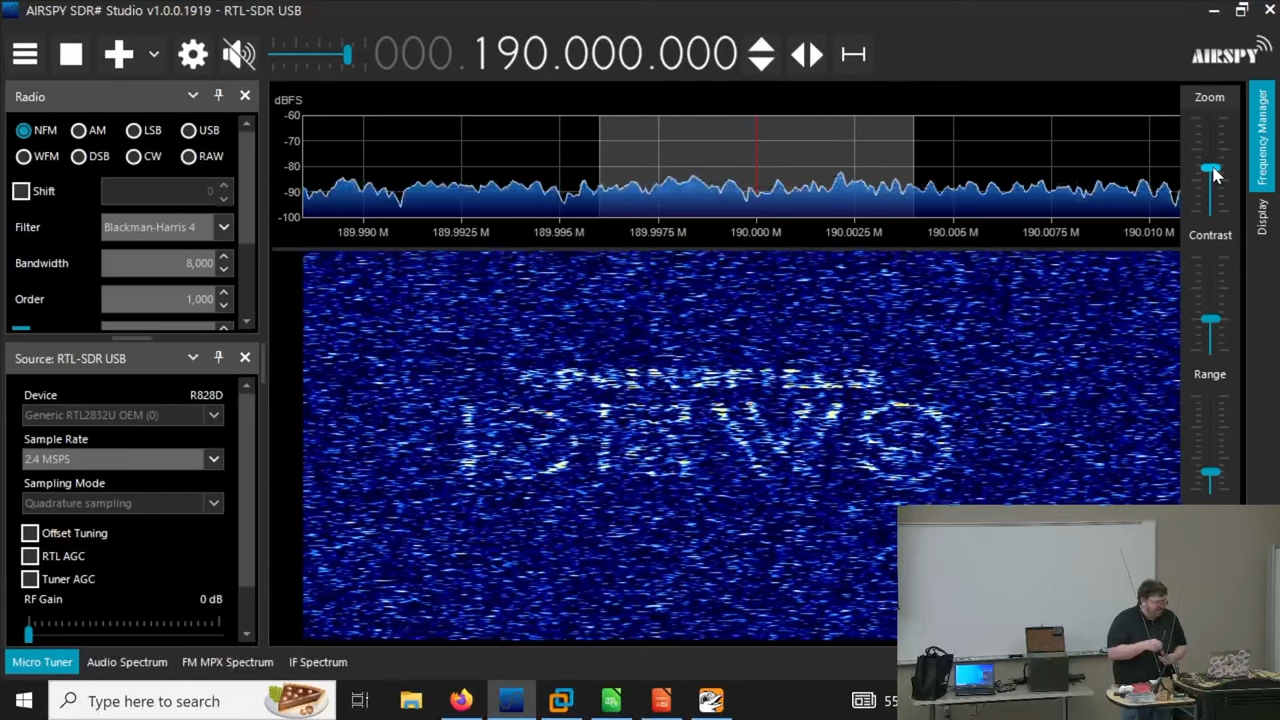 AIRSPY SDR# Studio v1.0.0.1919 - RTL-SDR USB
000.190.000.000
AIRSPY
Radio
NFM AM LSB USB
WFM DSB CW RAW
Shift 0
Filter Blackman-Harris 4
Bandwidth 8,000
Order 1,000
Source: RTL-SDR USB
Device R828D
Generic RTL2832U OEM (0)
Sample Rate
2.4 MSPS
Sampling Mode
Quadrature sampling
Offset Tuning
RTL AGC
Tuner AGC
RF Gain 0 dB
Micro Tuner Audio Spectrum FM MPX Spectrum IF Spectrum
dBFS
-60
-70
-80
-90
-100
189.990 M 189.9925 M 189.995 M 189.9975 M 190.000 M 190.0025 M 190.005 M 190.0075 M 190.010 M
Zoom
Contrast
Range
Frequency Manager
Display
Type here to search
55